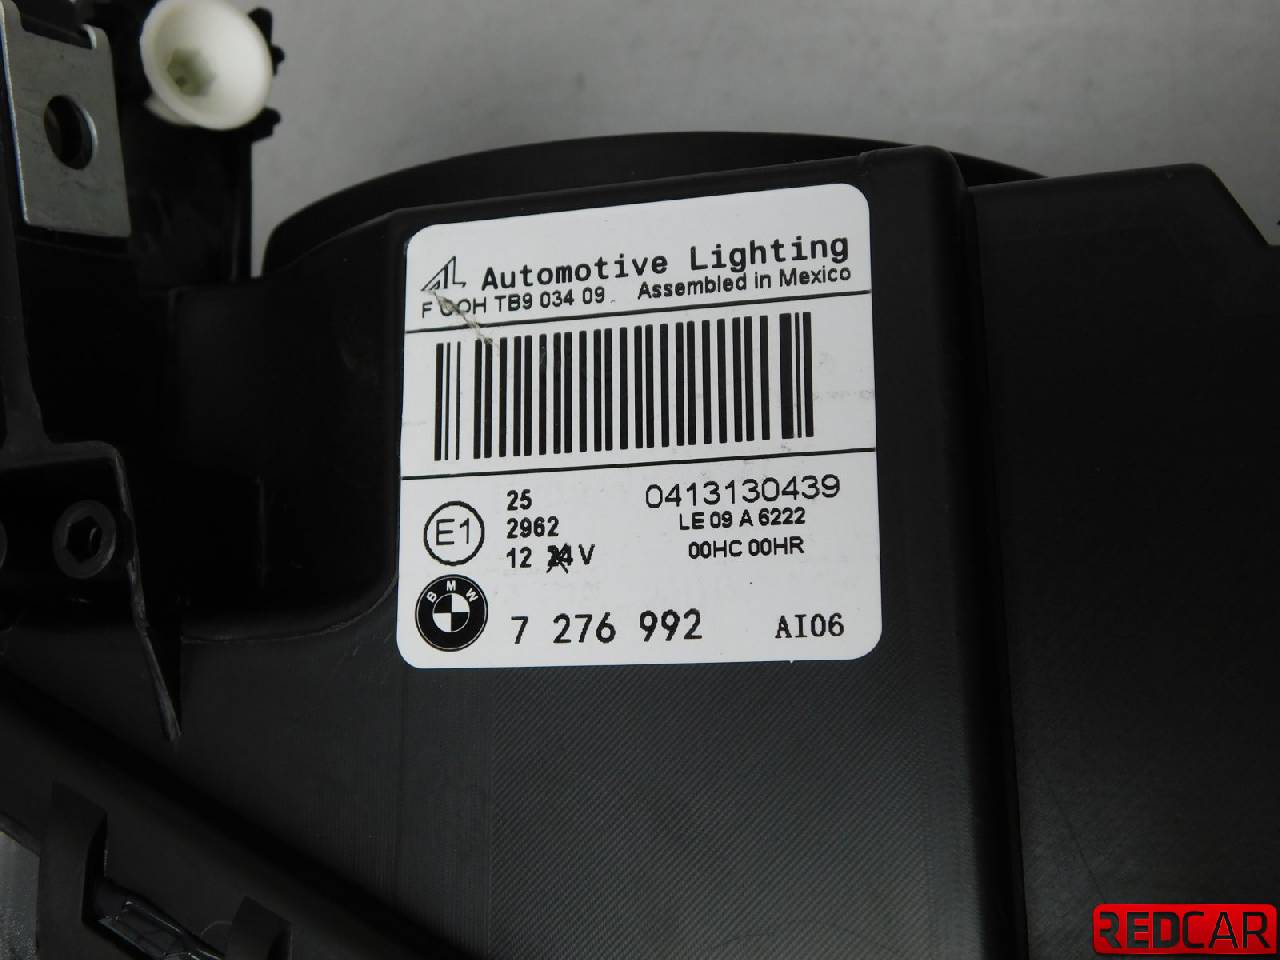 AL Automotive Lighting
F 00H TB9 034 09 Assembled in Mexico
25 0413130439
E1 2962 LE 09 A 6222
12 24 V 00HC 00HR
BMW 7 276 992 AI06
REDCAR